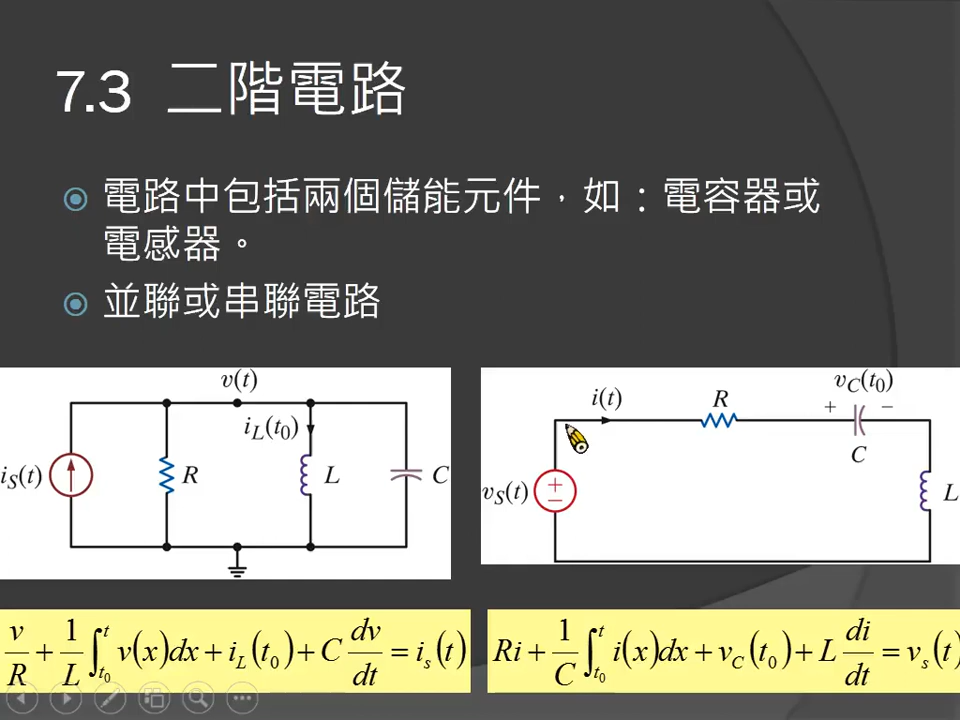 7.3 二階電路
電路中包括兩個儲能元件，如：電容器或
電感器。
並聯或串聯電路
v(t)
i_L(t_0)
i_S(t)
R
L
C
i(t)
R
v_C(t_0)
+ −
C
v_S(t)
+
−
L
v/R + 1/L ∫_{t_0}^{t} v(x)dx + i_L(t_0) + C dv/dt = i_s(t)
Ri + 1/C ∫_{t_0}^{t} i(x)dx + v_C(t_0) + L di/dt = v_s(t)